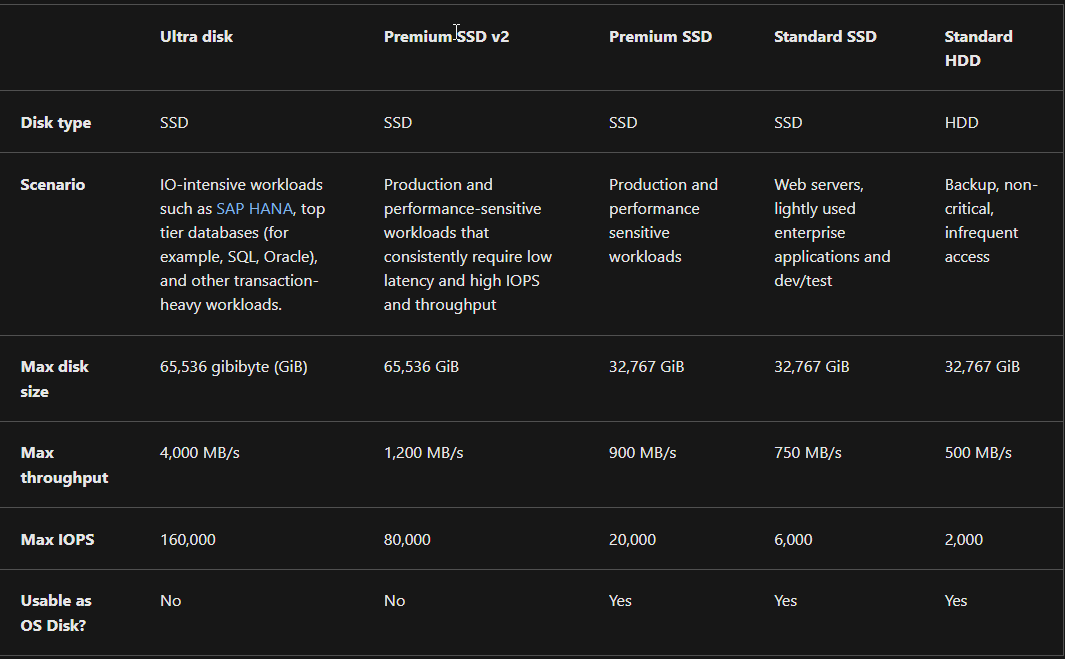 Ultra disk Premium SSD v2 Premium SSD Standard SSD Standard
HDD
Disk type SSD SSD SSD SSD HDD
Scenario IO-intensive workloads Production and Production and Web servers, Backup, non-
such as SAP HANA, top performance-sensitive performance lightly used critical,
tier databases (for workloads that sensitive enterprise infrequent
example, SQL, Oracle), consistently require low workloads applications and access
and other transaction- latency and high IOPS dev/test
heavy workloads. and throughput
Max disk 65,536 gibibyte (GiB) 65,536 GiB 32,767 GiB 32,767 GiB 32,767 GiB
size
Max 4,000 MB/s 1,200 MB/s 900 MB/s 750 MB/s 500 MB/s
throughput
Max IOPS 160,000 80,000 20,000 6,000 2,000
Usable as No No Yes Yes Yes
OS Disk?